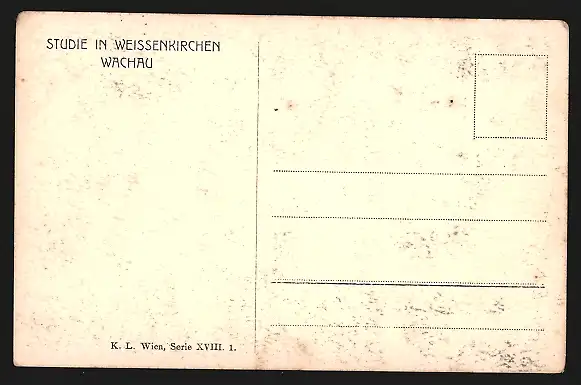 STUDIE IN WEISSENKIRCHEN
WACHAU
K. L. Wien, Serie XVIII. 1.